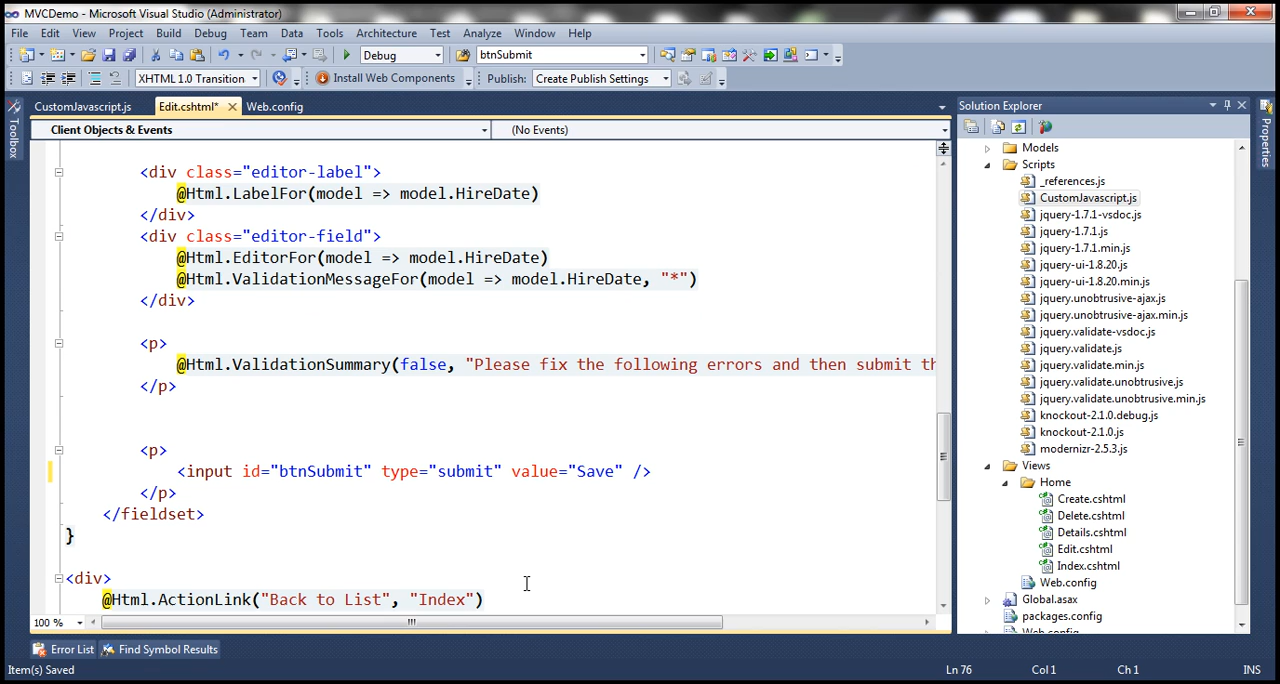 MVCDemo - Microsoft Visual Studio (Administrator)
File Edit View Project Build Debug Team Data Tools Architecture Test Analyze Window Help
Debug btnSubmit
XHTML 1.0 Transition Install Web Components Publish: Create Publish Settings
CustomJavascript.js Edit.cshtml* Web.config
Solution Explorer
Toolbox
Properties
Client Objects & Events (No Events)
<div class="editor-label">
@Html.LabelFor(model => model.HireDate)
</div>
<div class="editor-field">
@Html.EditorFor(model => model.HireDate)
@Html.ValidationMessageFor(model => model.HireDate, "*")
</div>
<p>
@Html.ValidationSummary(false, "Please fix the following errors and then submit th
</p>
<p>
<input id="btnSubmit" type="submit" value="Save" />
</p>
</fieldset>
}
<div>
@Html.ActionLink("Back to List", "Index")
100 %
Models
Scripts
_references.js
CustomJavascript.js
jquery-1.7.1-vsdoc.js
jquery-1.7.1.js
jquery-1.7.1.min.js
jquery-ui-1.8.20.js
jquery-ui-1.8.20.min.js
jquery.unobtrusive-ajax.js
jquery.unobtrusive-ajax.min.js
jquery.validate-vsdoc.js
jquery.validate.js
jquery.validate.min.js
jquery.validate.unobtrusive.js
jquery.validate.unobtrusive.min.js
knockout-2.1.0.debug.js
knockout-2.1.0.js
modernizr-2.5.3.js
Views
Home
Create.cshtml
Delete.cshtml
Details.cshtml
Edit.cshtml
Index.cshtml
Web.config
Global.asax
packages.config
Web.config
Error List Find Symbol Results
Item(s) Saved Ln 76 Col 1 Ch 1 INS